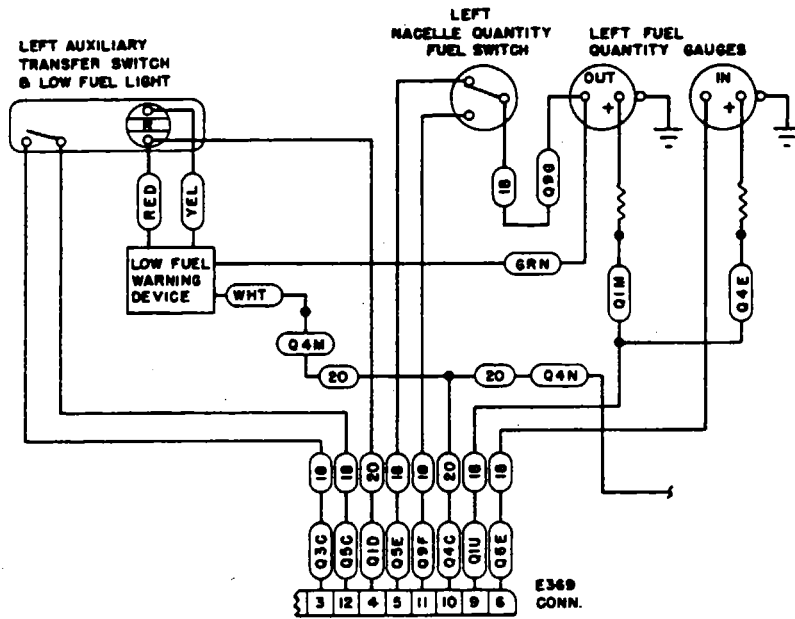 LEFT
NACELLE QUANTITY
FUEL SWITCH
LEFT AUXILIARY
TRANSFER SWITCH
& LOW FUEL LIGHT
LEFT FUEL
QUANTITY GAUGES
OUT
+
IN
+
R
RED
YEL
18
Q9G
LOW FUEL
WARNING
DEVICE
GRN
WHT
Q1M
Q4E
Q4M
20
20
Q4N
18
18
20
18
18
20
18
18
Q3C
Q5C
Q1D
Q5E
Q9F
Q4C
Q1U
Q6E
3
12
4
5
11
10
9
6
E369
CONN.